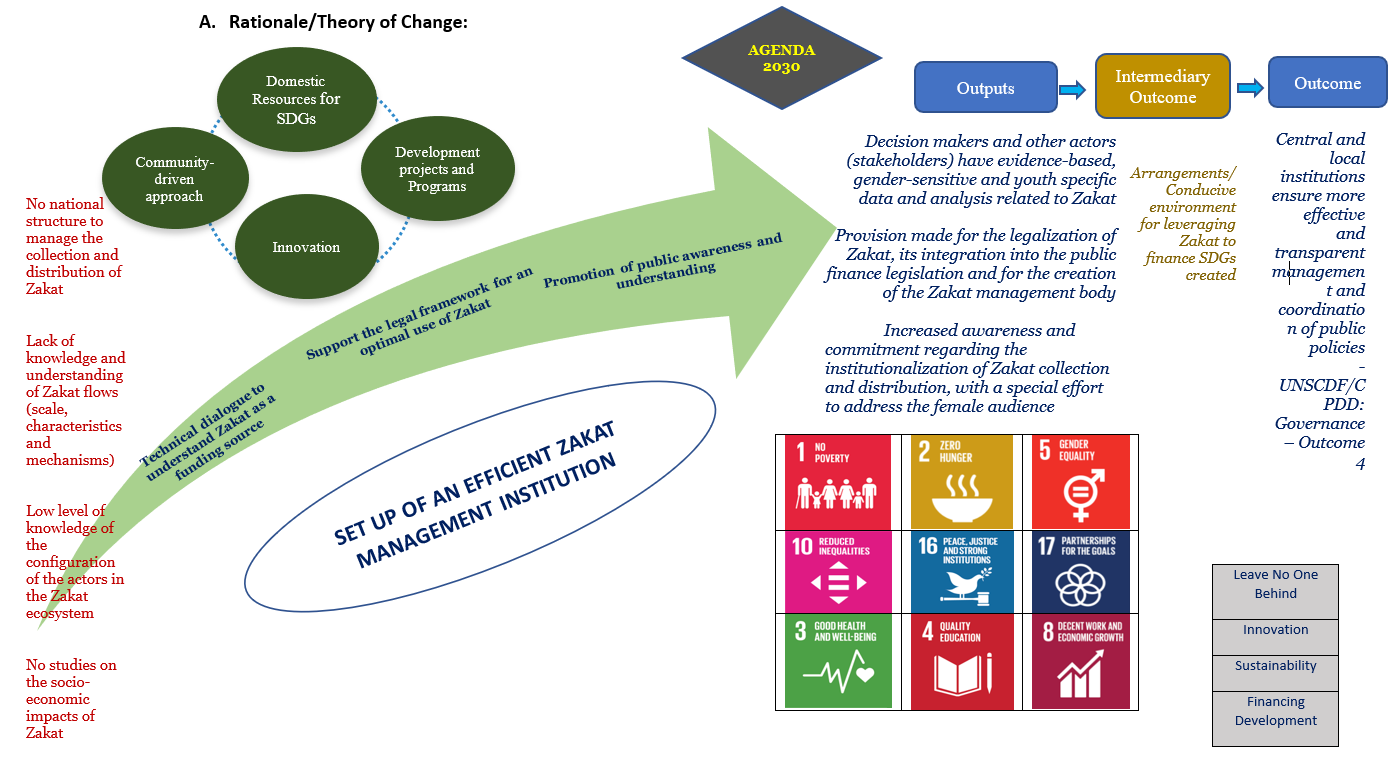 A. Rationale/Theory of Change:
Domestic
Resources for
SDGs
Community-
driven
approach
Development
projects and
Programs
Innovation
No national
structure to
manage the
collection and
distribution of
Zakat
Lack of
knowledge and
understanding
of Zakat flows
(scale,
characteristics
and
mechanisms)
Low level of
knowledge of
the
configuration
of the actors in
the Zakat
ecosystem
No studies on
the socio-
economic
impacts of
Zakat
Technical dialogue to
understand Zakat as a
funding source
Support the legal framework for an
optimal use of Zakat
Promotion of public awareness and
understanding
SET UP OF AN EFFICIENT ZAKAT
MANAGEMENT INSTITUTION
AGENDA
2030
Outputs
Intermediary
Outcome
Outcome
Decision makers and other actors
(stakeholders) have evidence-based,
gender-sensitive and youth specific
data and analysis related to Zakat
Provision made for the legalization of
Zakat, its integration into the public
finance legislation and for the creation
of the Zakat management body
Increased awareness and
commitment regarding the
institutionalization of Zakat collection
and distribution, with a special effort
to address the female audience
Arrangements/
Conducive
environment
for leveraging
Zakat to
finance SDGs
created
Central and
local
institutions
ensure more
effective
and
transparent
managemen
t and
coordinatio
n of public
policies
-
UNSCDF/C
PDD:
Governance
– Outcome
4
1 NO
POVERTY
2 ZERO
HUNGER
5 GENDER
EQUALITY
10 REDUCED
INEQUALITIES
16 PEACE, JUSTICE
AND STRONG
INSTITUTIONS
17 PARTNERSHIPS
FOR THE GOALS
3 GOOD HEALTH
AND WELL-BEING
4 QUALITY
EDUCATION
8 DECENT WORK AND
ECONOMIC GROWTH
Leave No One
Behind
Innovation
Sustainability
Financing
Development